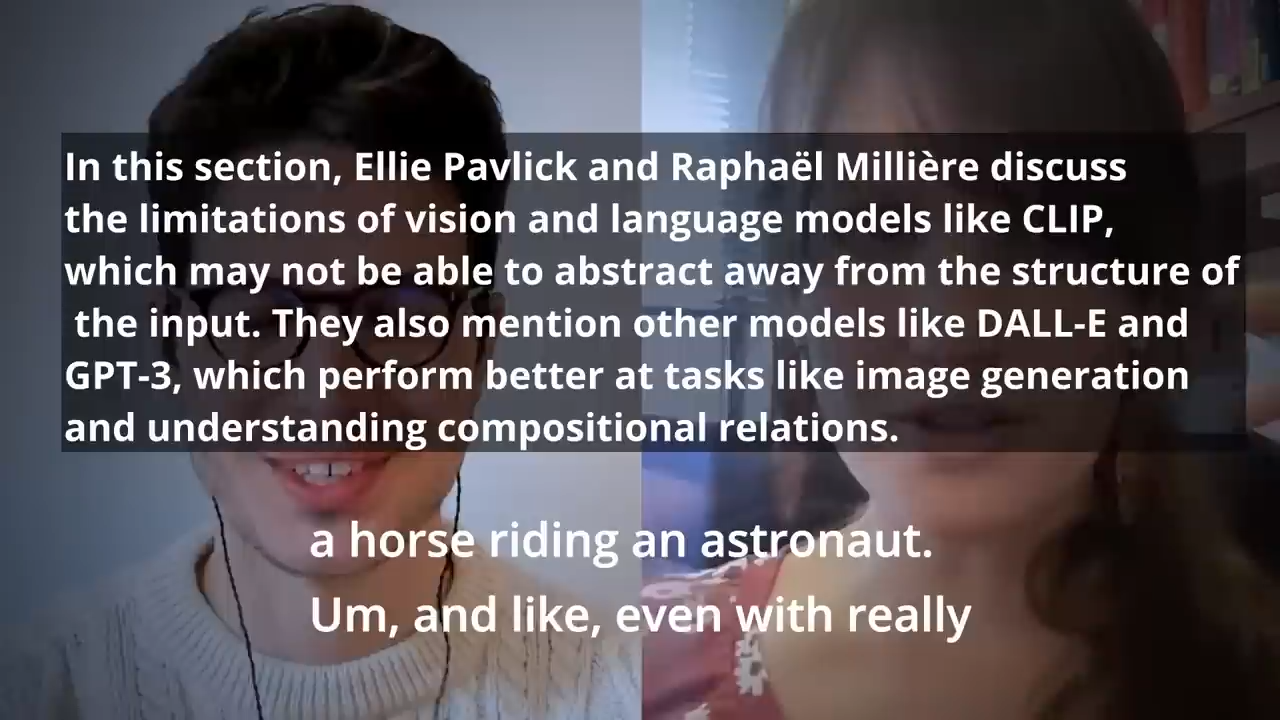 In this section, Ellie Pavlick and Raphaël Millière discuss
the limitations of vision and language models like CLIP,
which may not be able to abstract away from the structure of
the input. They also mention other models like DALL-E and
GPT-3, which perform better at tasks like image generation
and understanding compositional relations.
a horse riding an astronaut.
Um, and like, even with really